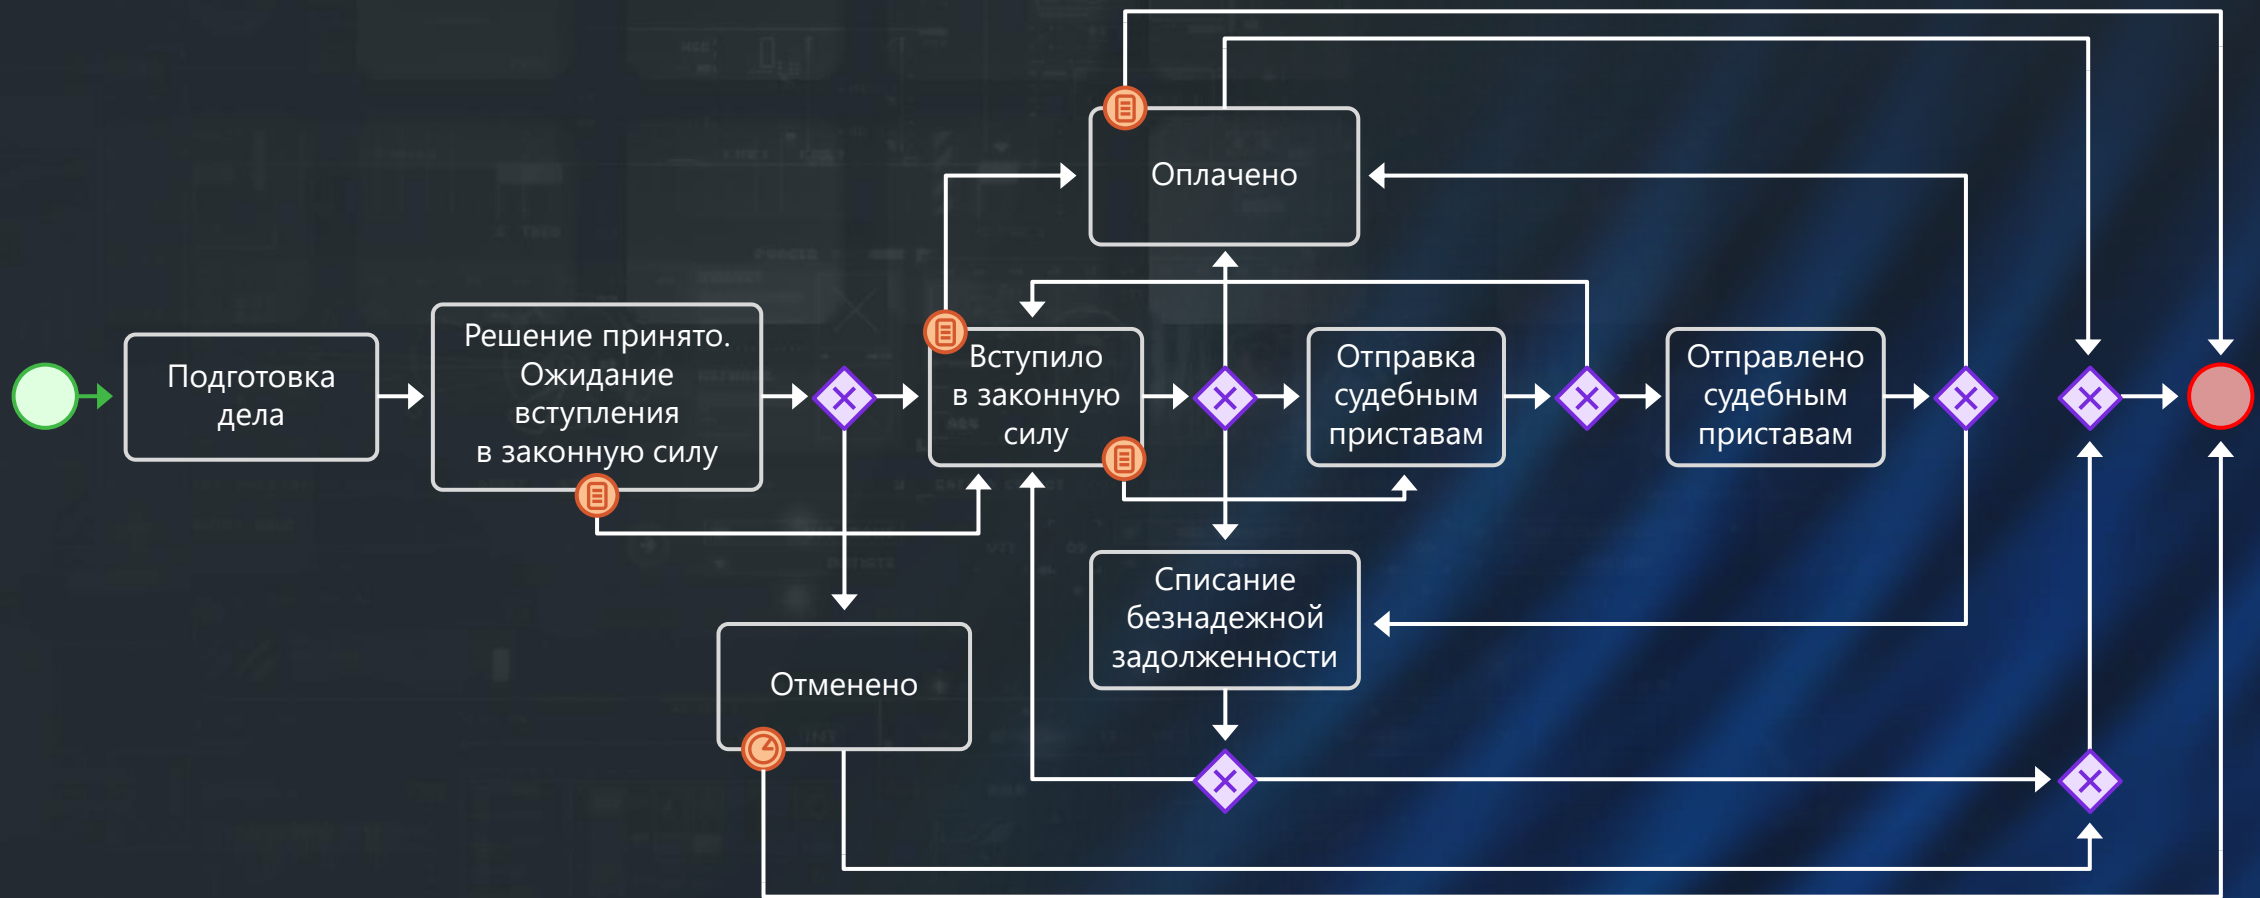 Оплачено
Подготовка
дела
Решение принято.
Ожидание
вступления
в законную силу
Вступило
в законную
силу
Отправка
судебным
приставам
Отправлено
судебным
приставам
Списание
безнадежной
задолженности
Отменено